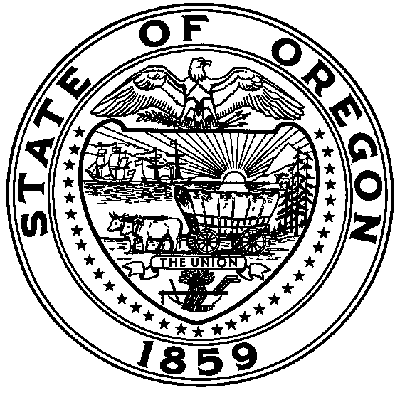 STATE OF OREGON
THE UNION
1859